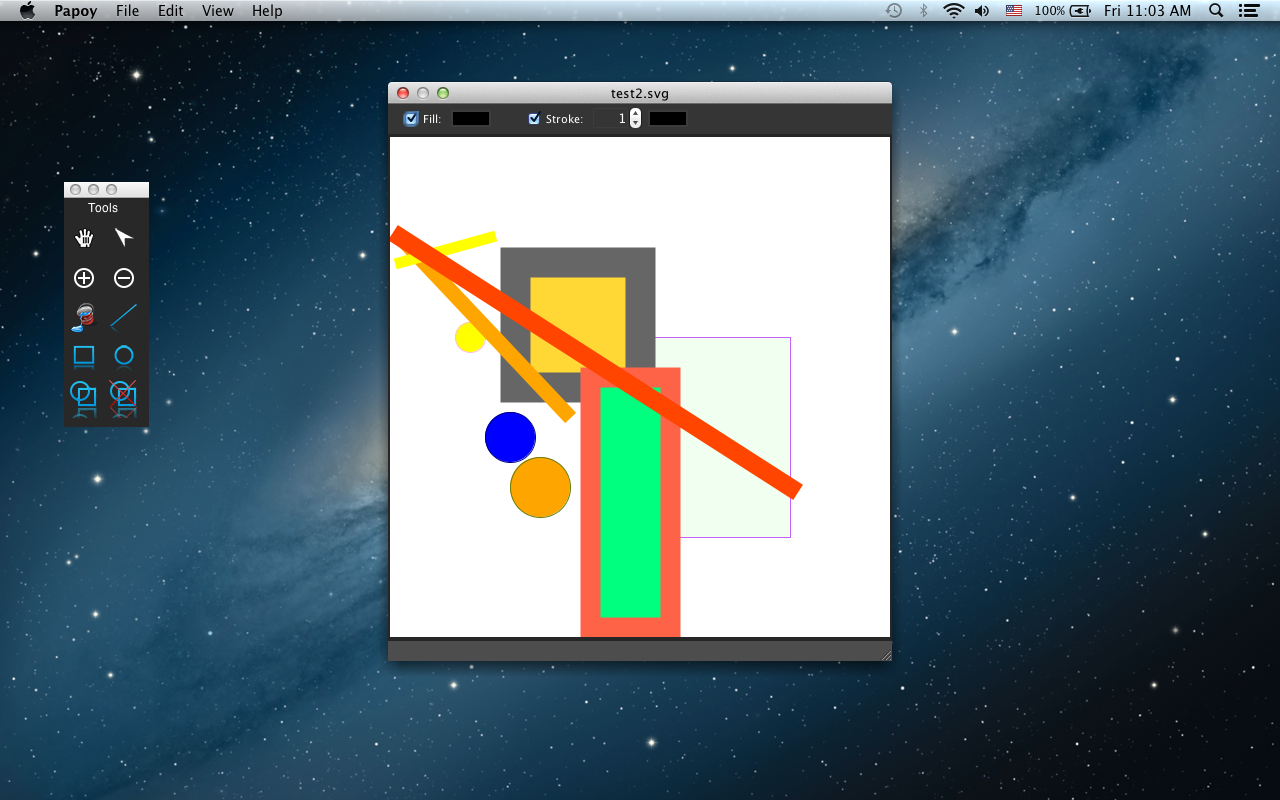 Papoy File Edit View Help 100% Fri 11:03 AM
test2.svg
Fill: Stroke: 1
Tools